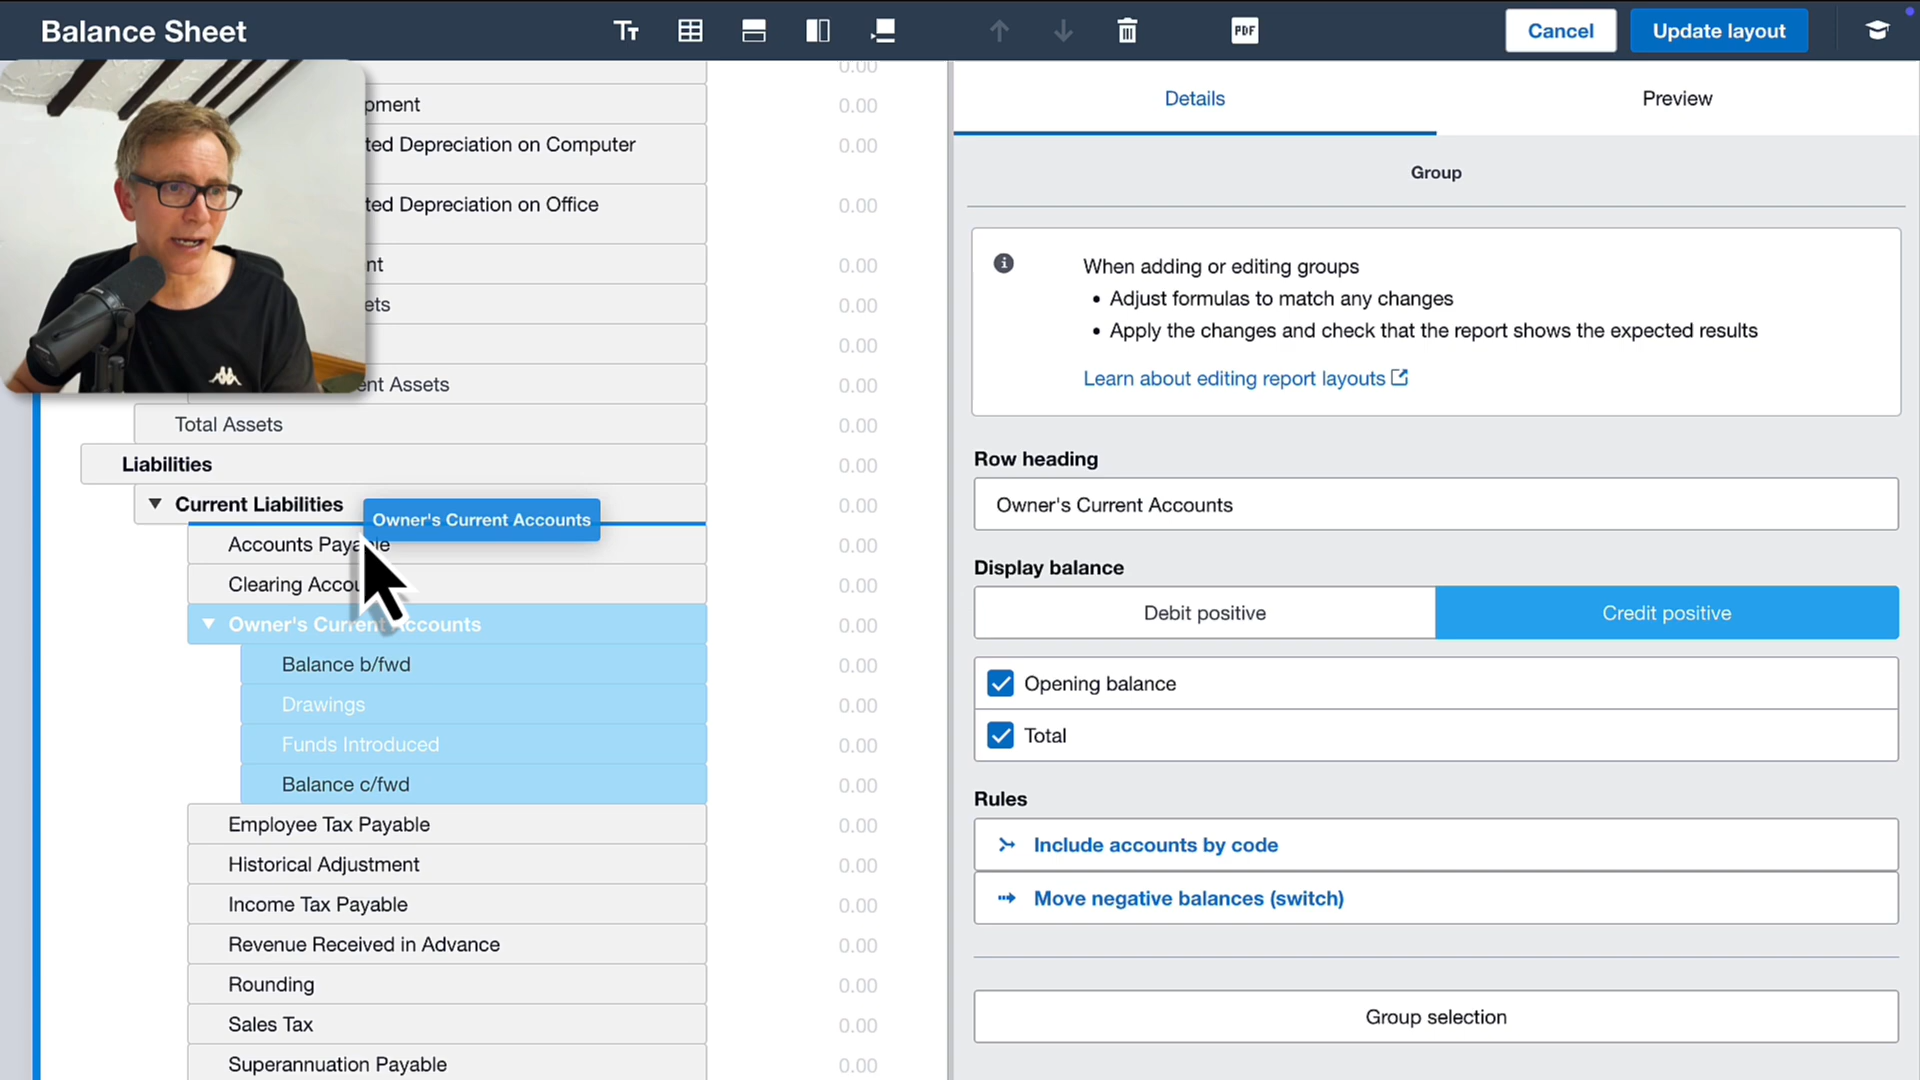 Balance Sheet
Tт
PDF
Cancel
Update layout
0.00
pment
0.00
ted Depreciation on Computer
0.00
ted Depreciation on Office
0.00
nt
0.00
ets
0.00
0.00
ent Assets
0.00
Total Assets
0.00
Liabilities
0.00
Current Liabilities
0.00
Owner's Current Accounts
Accounts Payable
0.00
Clearing Accou
0.00
Owner's Current Accounts
0.00
Balance b/fwd
0.00
Drawings
0.00
Funds Introduced
0.00
Balance c/fwd
0.00
Employee Tax Payable
0.00
Historical Adjustment
0.00
Income Tax Payable
0.00
Revenue Received in Advance
0.00
Rounding
0.00
Sales Tax
0.00
Superannuation Payable
0.00
Details
Preview
Group
When adding or editing groups
• Adjust formulas to match any changes
• Apply the changes and check that the report shows the expected results
Learn about editing report layouts
Row heading
Owner's Current Accounts
Display balance
Debit positive
Credit positive
Opening balance
Total
Rules
Include accounts by code
Move negative balances (switch)
Group selection